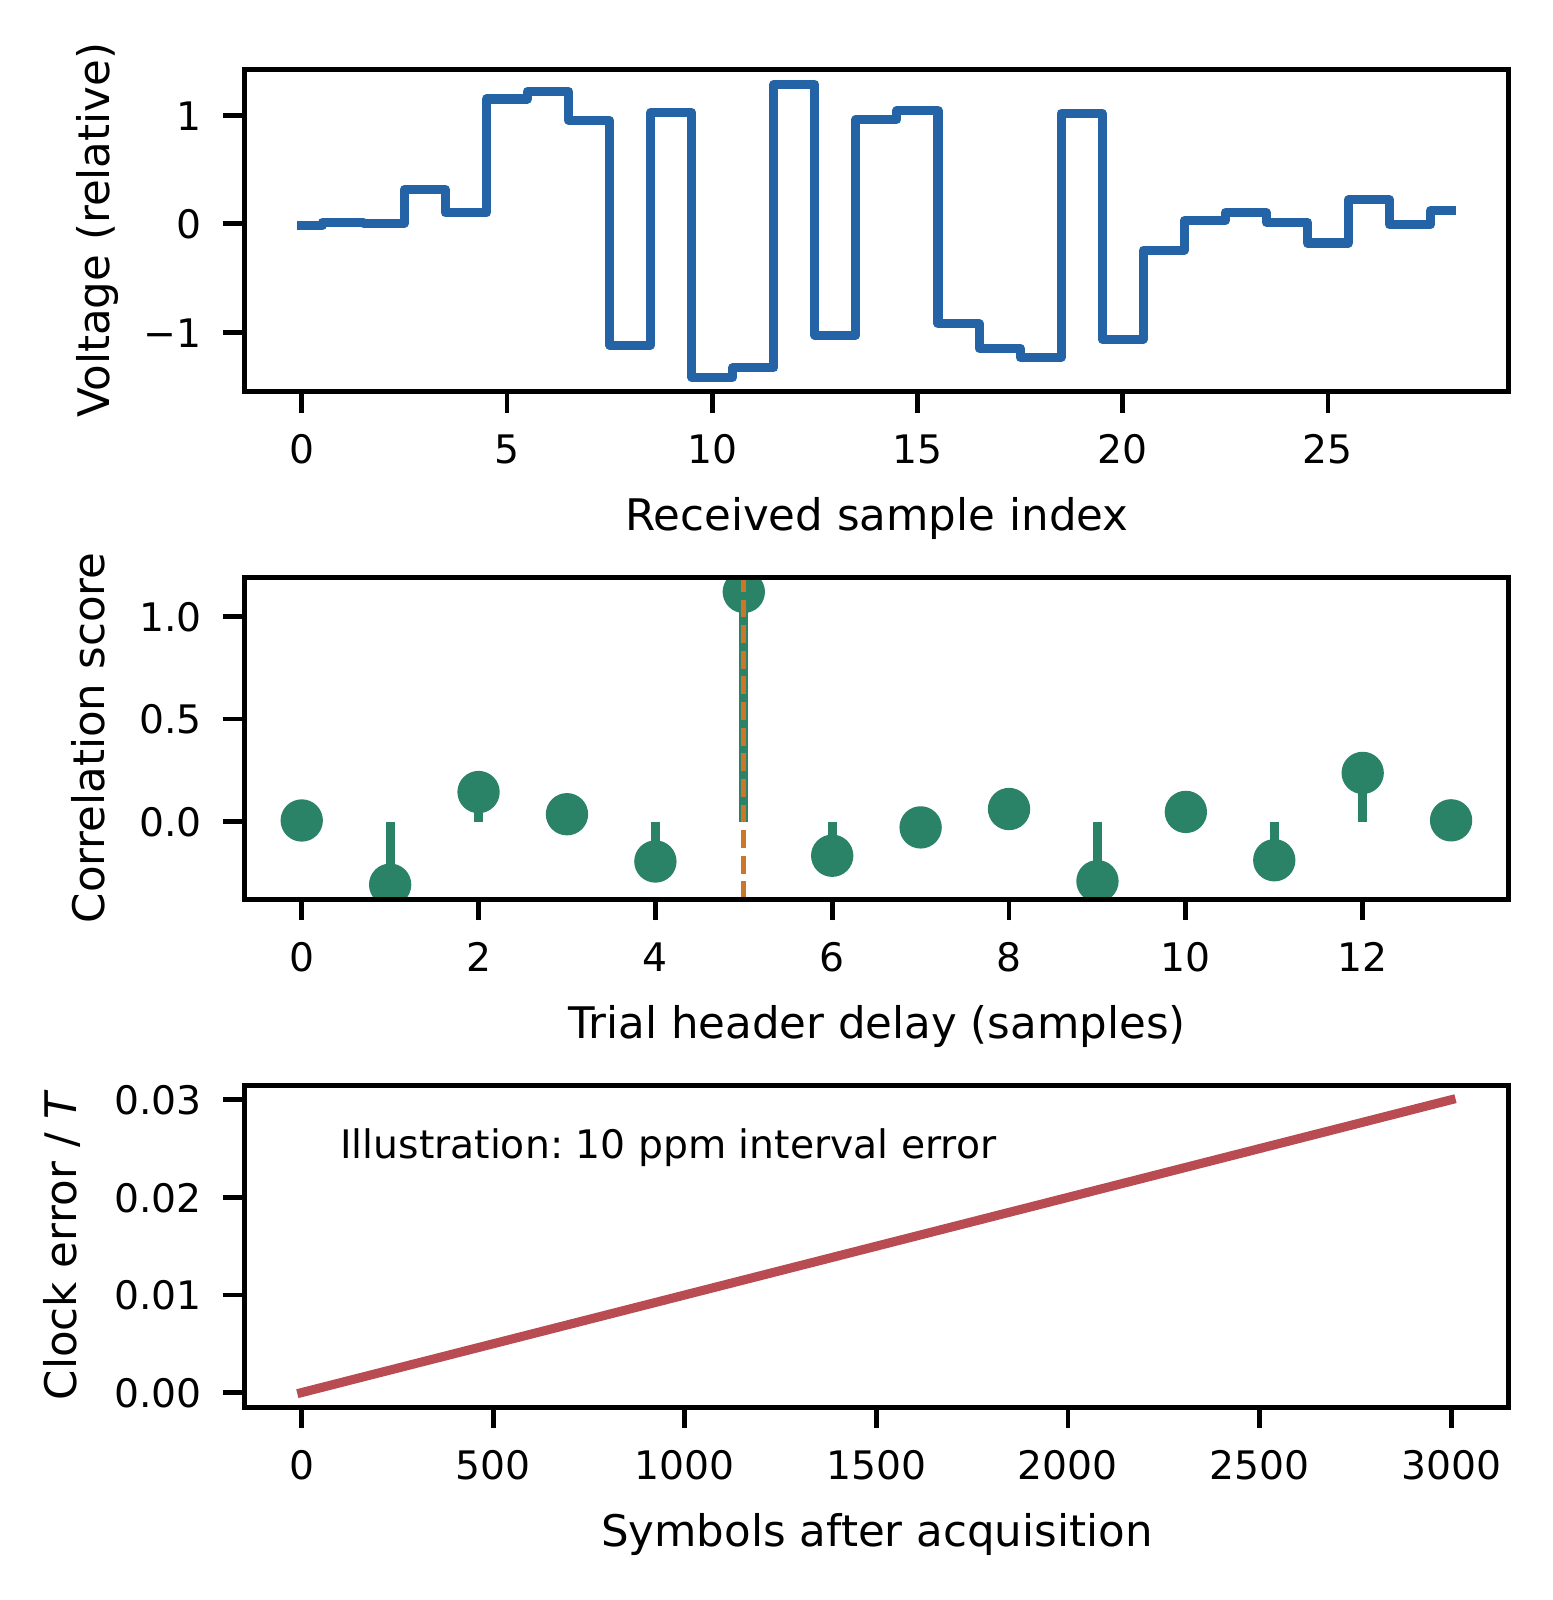 Voltage (relative)
1
0
−1
0 5 10 15 20 25
Received sample index
Correlation score
1.0
0.5
0.0
0 2 4 6 8 10 12
Trial header delay (samples)
Clock error / T
0.03
0.02
0.01
0.00
Illustration: 10 ppm interval error
0 500 1000 1500 2000 2500 3000
Symbols after acquisition